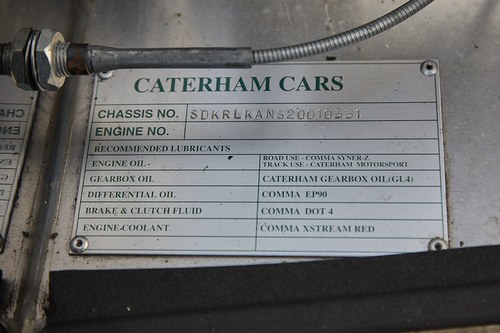 CATERHAM CARS
CHASSIS NO. SDKRLKANS20010331
ENGINE NO.
RECOMMENDED LUBRICANTS
ENGINE OIL - ROAD USE - COMMA SYNER-Z
TRACK USE - CATERHAM MOTORSPORT
GEARBOX OIL CATERHAM GEARBOX OIL (GL4)
DIFFERENTIAL OIL COMMA EP90
BRAKE & CLUTCH FLUID COMMA DOT 4
ENGINE-COOLANT COMMA XSTREAM RED